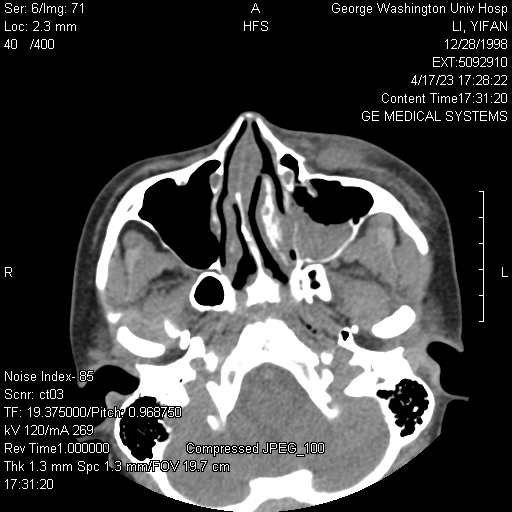 Ser: 6/Img: 71
Loc: 2.3 mm
40 /400
A
HFS
George Washington Univ Hosp
LI, YIFAN
12/28/1998
EXT:5092910
4/17/23 17:28:22
Content Time17:31:20
GE MEDICAL SYSTEMS
R
L
Noise Index- 85
Scnr: ct03
TF: 19.375000/Pitch: 0.968750
kV 120/mA 269
Rev Time1.000000
Compressed JPEG_100
Thk 1.3 mm Spc 1.3 mm/FOV 19.7 cm
17:31:20